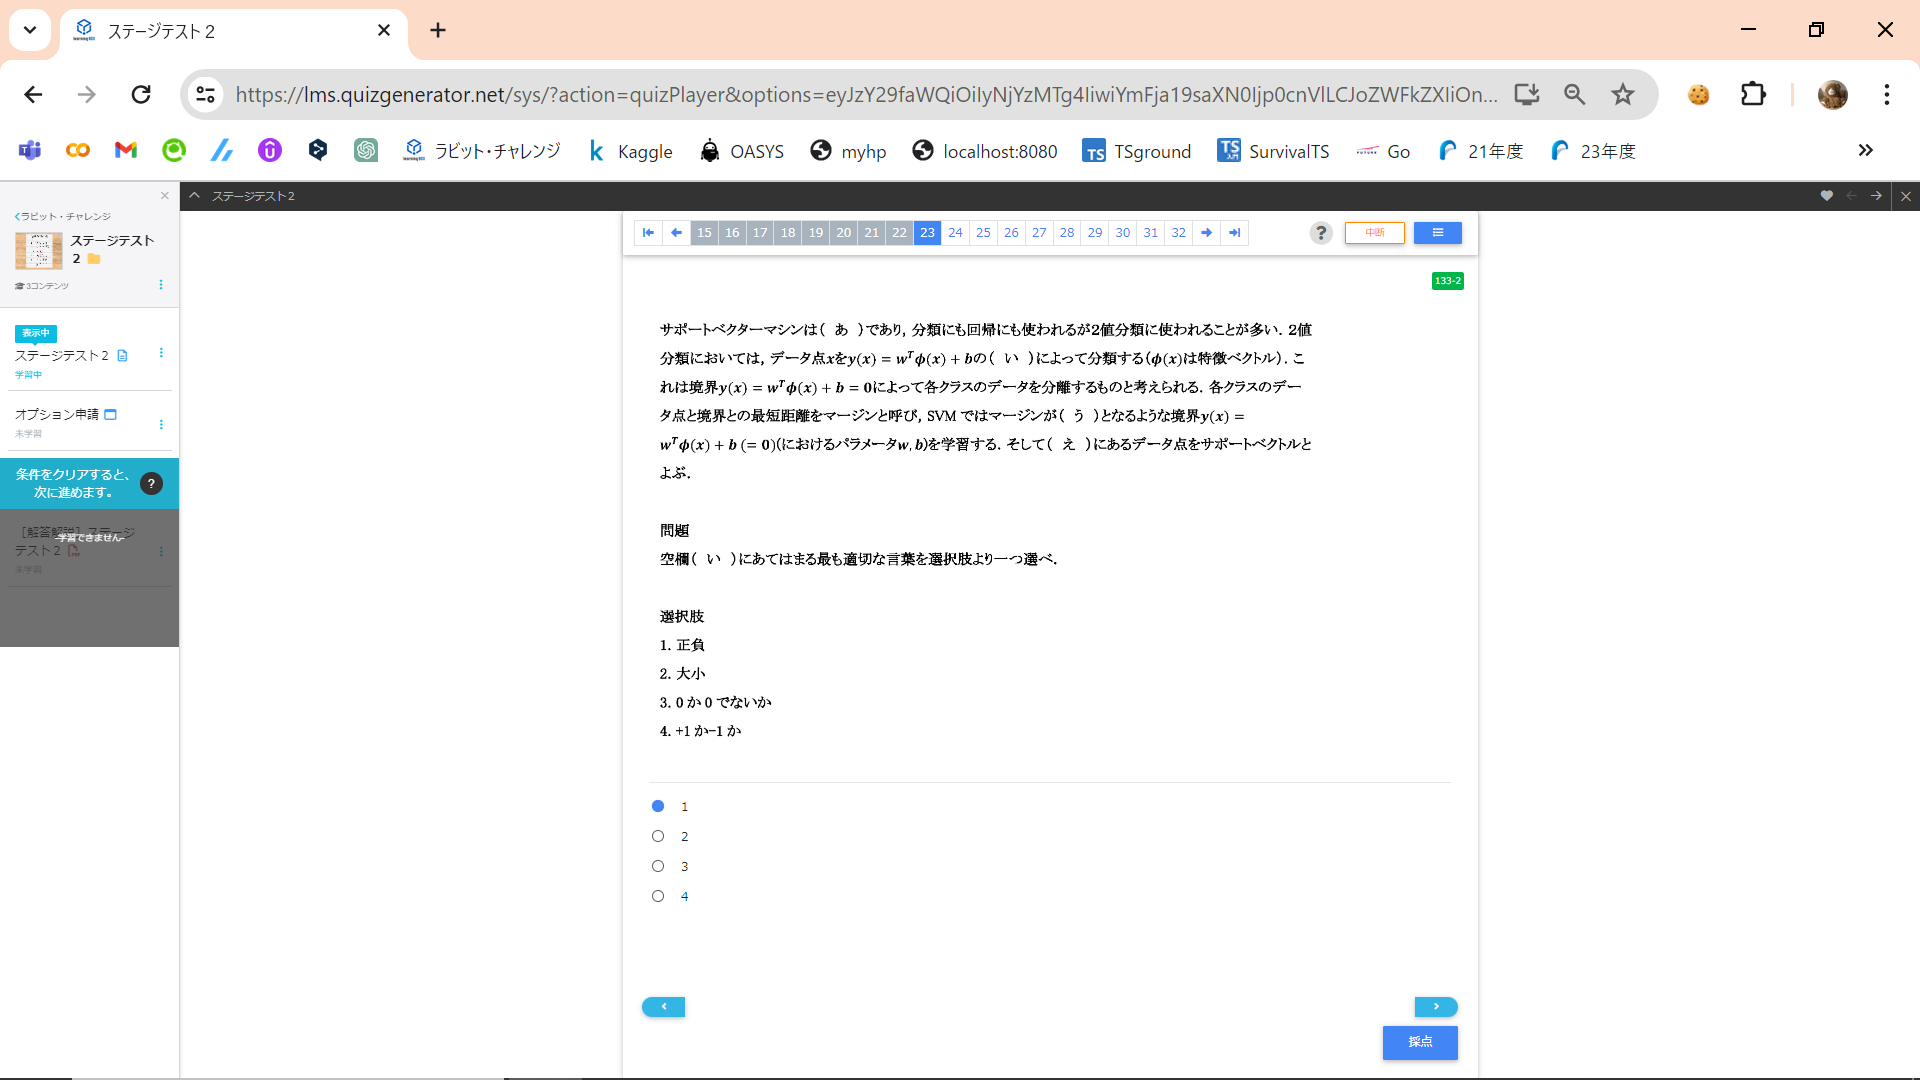 ステージテスト２
https://lms.quizgenerator.net/sys/?action=quizPlayer&options=eyJzY29faWQiOiIyNjYzMTg4IiwiYmFja19saXN0Ijp0cnVlLCJoZWFkZXIiOn...
ラビット・チャレンジ
Kaggle
OASYS
myhp
localhost:8080
TSground
SurvivalTS
Go
21年度
23年度
ラビット・チャレンジ
ステージテスト
2
3コンテンツ
表示中
ステージテスト２
学習中
オプション申請
未学習
条件をクリアすると、
次に進めます。
?
［解答解説］ステージ
テスト２
-学習できません-
未学習
ステージテスト２
15 16 17 18 19 20 21 22 23 24 25 26 27 28 29 30 31 32
?
中断
133-2
サポートベクターマシンは（ あ ）であり，分類にも回帰にも使われるが2値分類に使われることが多い．2値
分類においては，データ点xをy(x) = wᵀϕ(x) + bの（ い ）によって分類する（ϕ(x)は特徴ベクトル）．こ
れは境界y(x) = wᵀϕ(x) + b = 0によって各クラスのデータを分離するものと考えられる．各クラスのデー
タ点と境界との最短距離をマージンと呼び，SVM ではマージンが（ う ）となるような境界y(x) =
wᵀϕ(x) + b (= 0)(におけるパラメータw, b)を学習する．そして（ え ）にあるデータ点をサポートベクトルと
よぶ．
問題
空欄（ い ）にあてはまる最も適切な言葉を選択肢より一つ選べ．
選択肢
1. 正負
2. 大小
3. 0 か 0 でないか
4. +1 か−1 か
1
2
3
4
採点